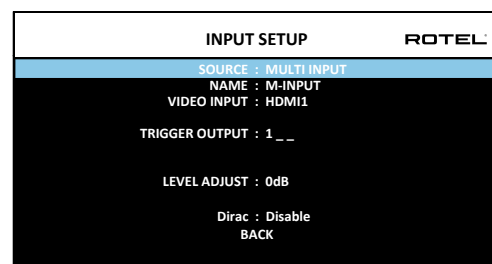 INPUT SETUP
ROTEL
SOURCE : MULTI INPUT
NAME : M-INPUT
VIDEO INPUT : HDMI1
TRIGGER OUTPUT : 1 _ _
LEVEL ADJUST : 0dB
Dirac : Disable
BACK